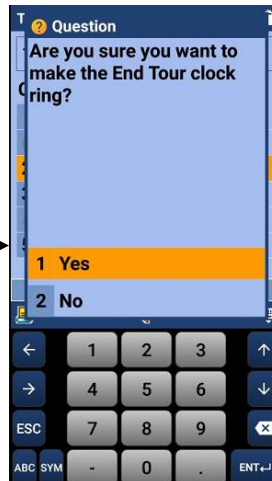 Question
Are you sure you want to
make the End Tour clock
ring?
1 Yes
2 No
← 1 2 3 ↑
→ 4 5 6 ↓
ESC 7 8 9
ABC SYM - 0 . ENT